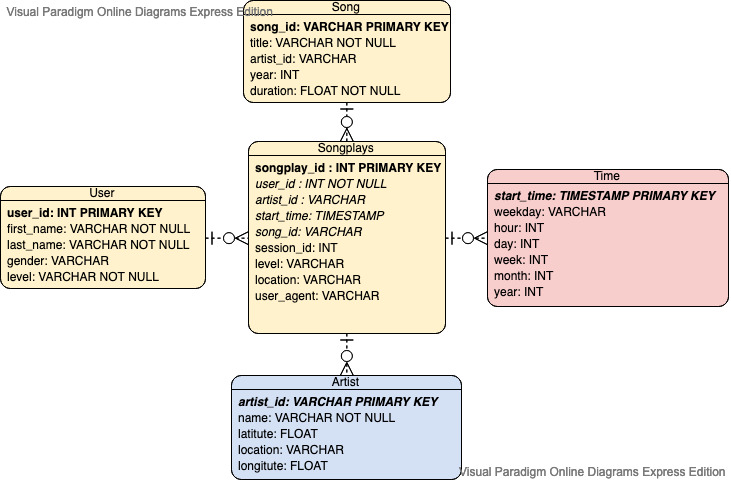 Visual Paradigm Online Diagrams Express Edition
Song
song_id: VARCHAR PRIMARY KEY
title: VARCHAR NOT NULL
artist_id: VARCHAR
year: INT
duration: FLOAT NOT NULL
Songplays
songplay_id : INT PRIMARY KEY
user_id : INT NOT NULL
artist_id : VARCHAR
start_time: TIMESTAMP
song_id: VARCHAR
session_id: INT
level: VARCHAR
location: VARCHAR
user_agent: VARCHAR
User
user_id: INT PRIMARY KEY
first_name: VARCHAR NOT NULL
last_name: VARCHAR NOT NULL
gender: VARCHAR
level: VARCHAR NOT NULL
Time
start_time: TIMESTAMP PRIMARY KEY
weekday: VARCHAR
hour: INT
day: INT
week: INT
month: INT
year: INT
Artist
artist_id: VARCHAR PRIMARY KEY
name: VARCHAR NOT NULL
latitute: FLOAT
location: VARCHAR
longitute: FLOAT
Visual Paradigm Online Diagrams Express Edition